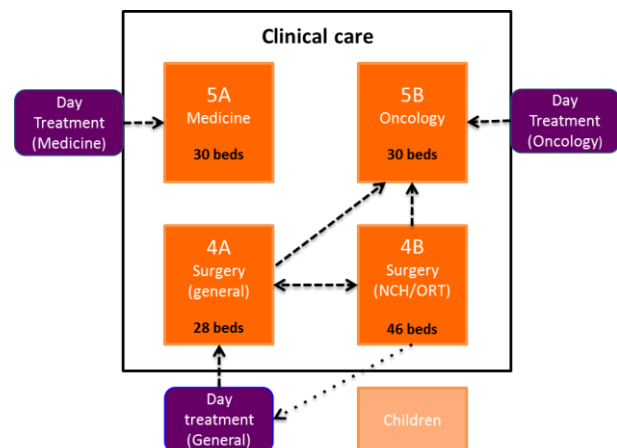 Clinical care
5A
Medicine
30 beds
5B
Oncology
30 beds
Day
Treatment
(Medicine)
Day
Treatment
(Oncology)
4A
Surgery
(general)
28 beds
4B
Surgery
(NCH/ORT)
46 beds
Day
treatment
(General)
Children